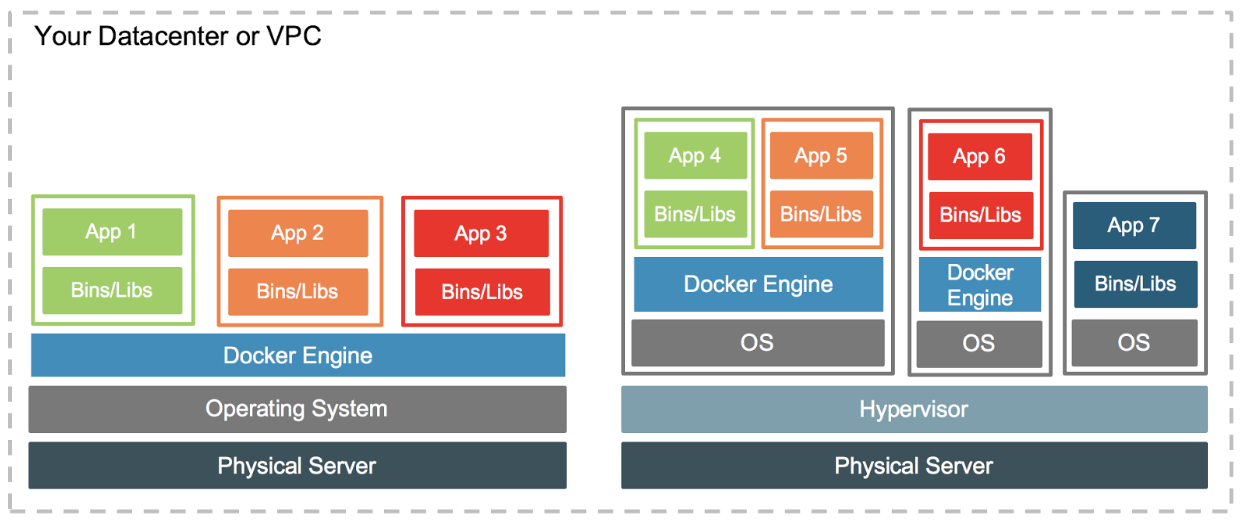 Your Datacenter or VPC
App 1
Bins/Libs
App 2
Bins/Libs
App 3
Bins/Libs
Docker Engine
Operating System
Physical Server
App 4
Bins/Libs
App 5
Bins/Libs
Docker Engine
OS
App 6
Bins/Libs
Docker
Engine
OS
App 7
Bins/Libs
OS
Hypervisor
Physical Server